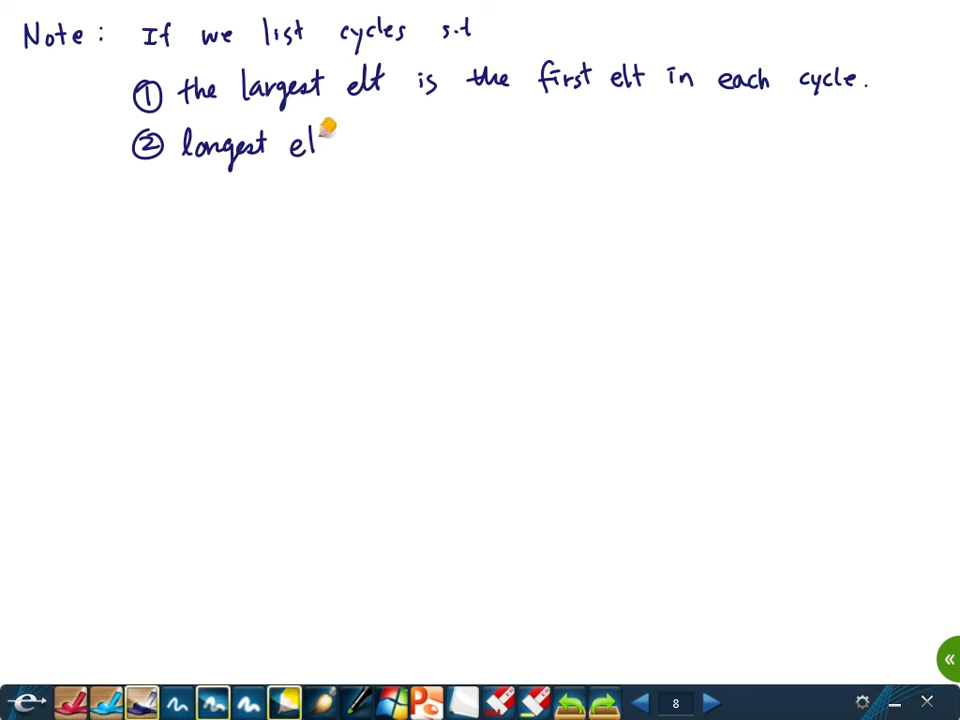 Note: If we list cycles s.t
① the largest elt is the first elt in each cycle.
② longest el
8